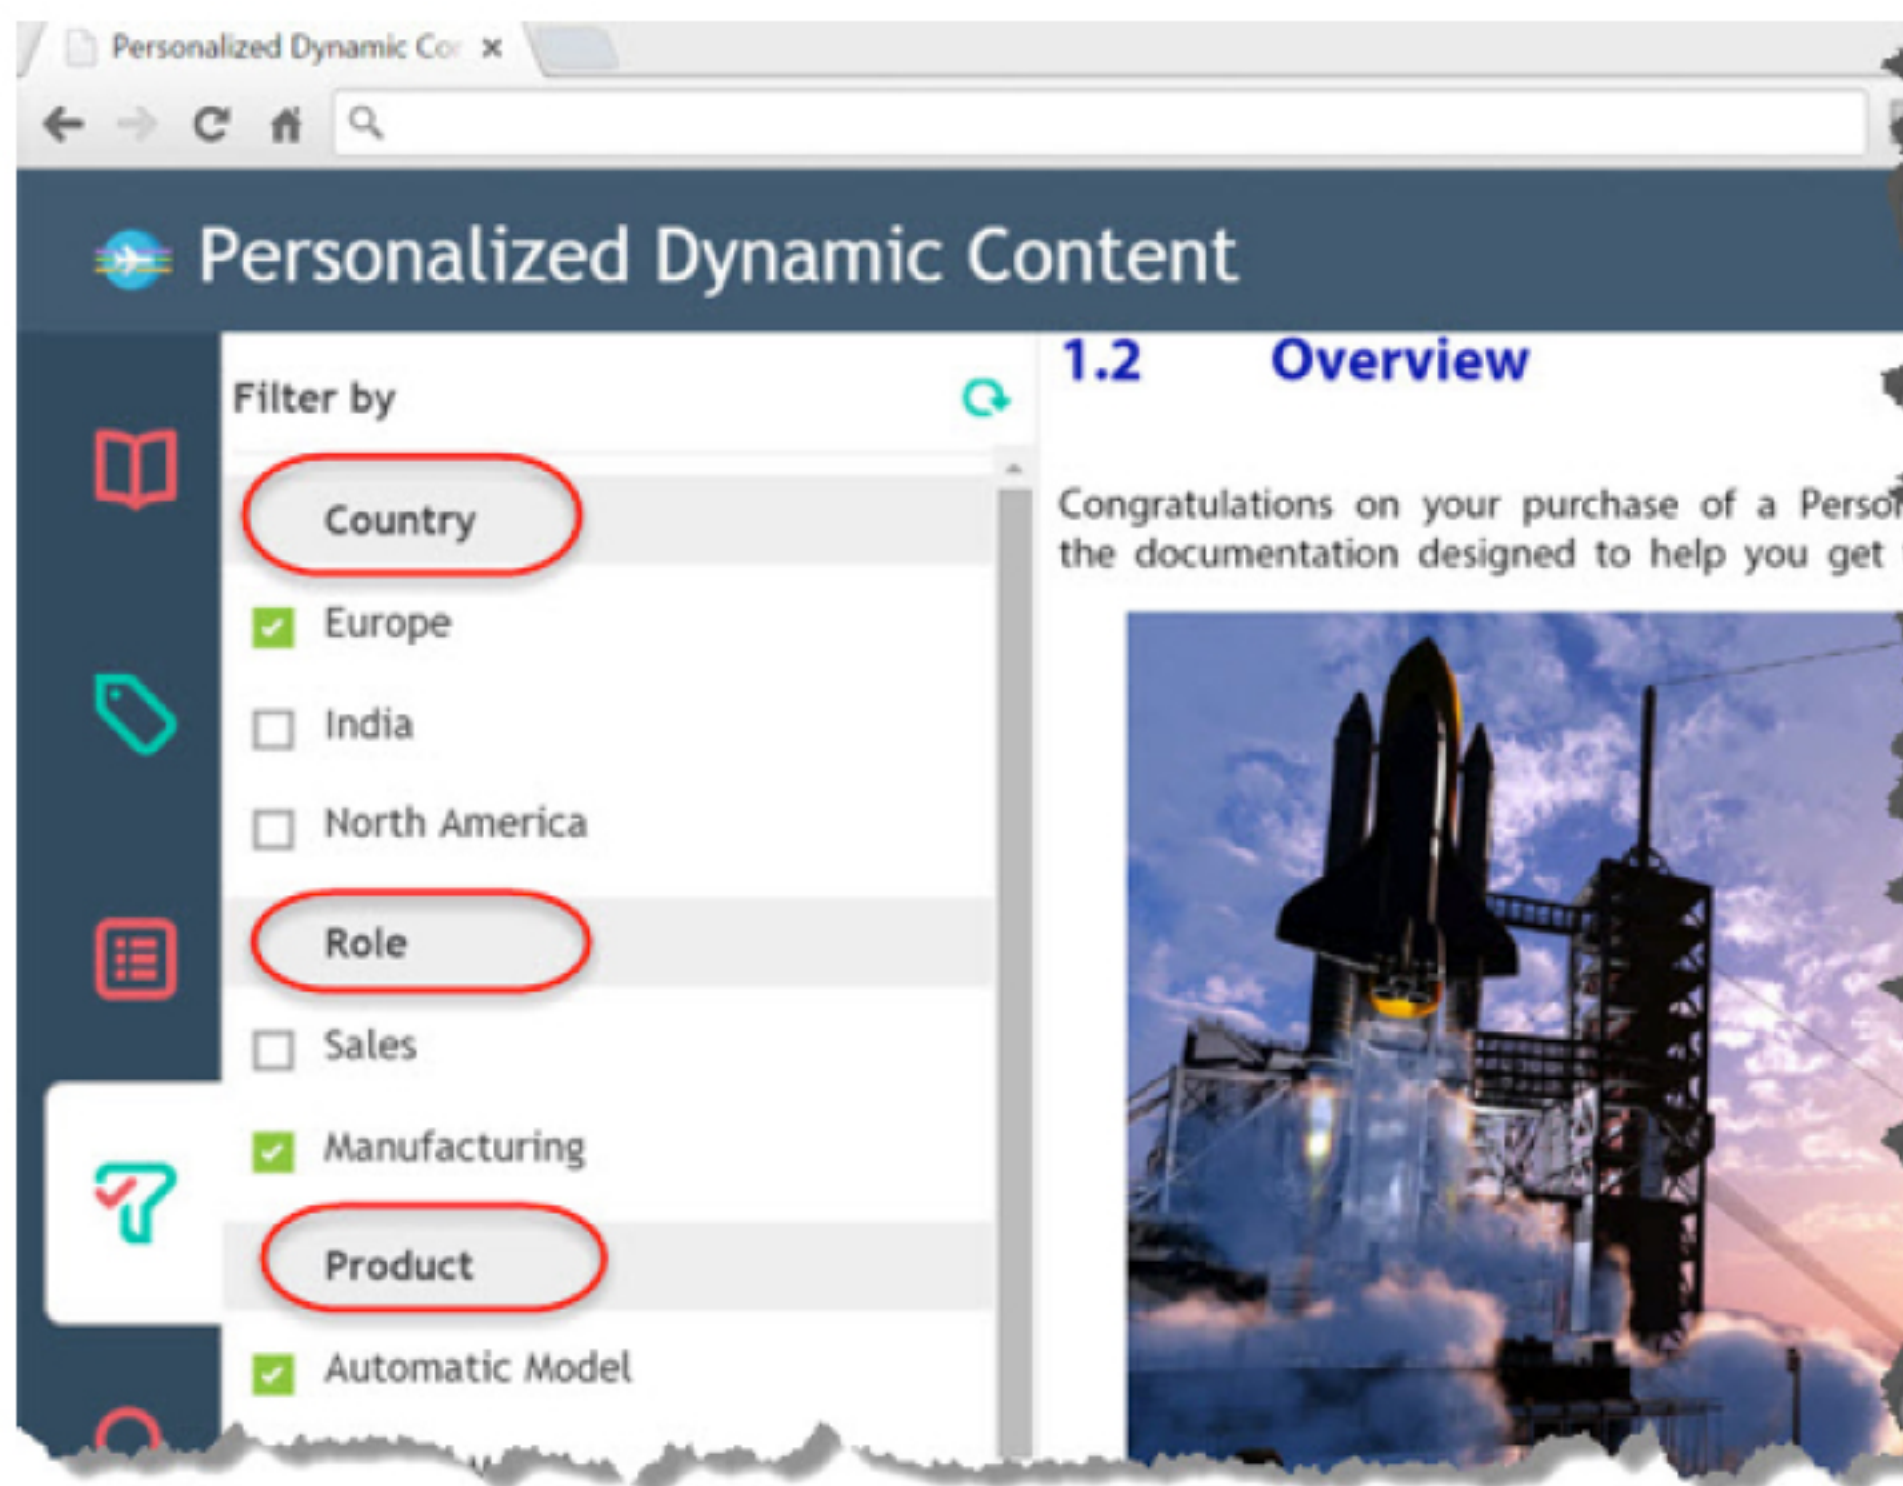 Personalized Dynamic Co
Personalized Dynamic Content
Filter by
Country
Europe
India
North America
Role
Sales
Manufacturing
Product
Automatic Model
1.2 Overview
Congratulations on your purchase of a Person
the documentation designed to help you get